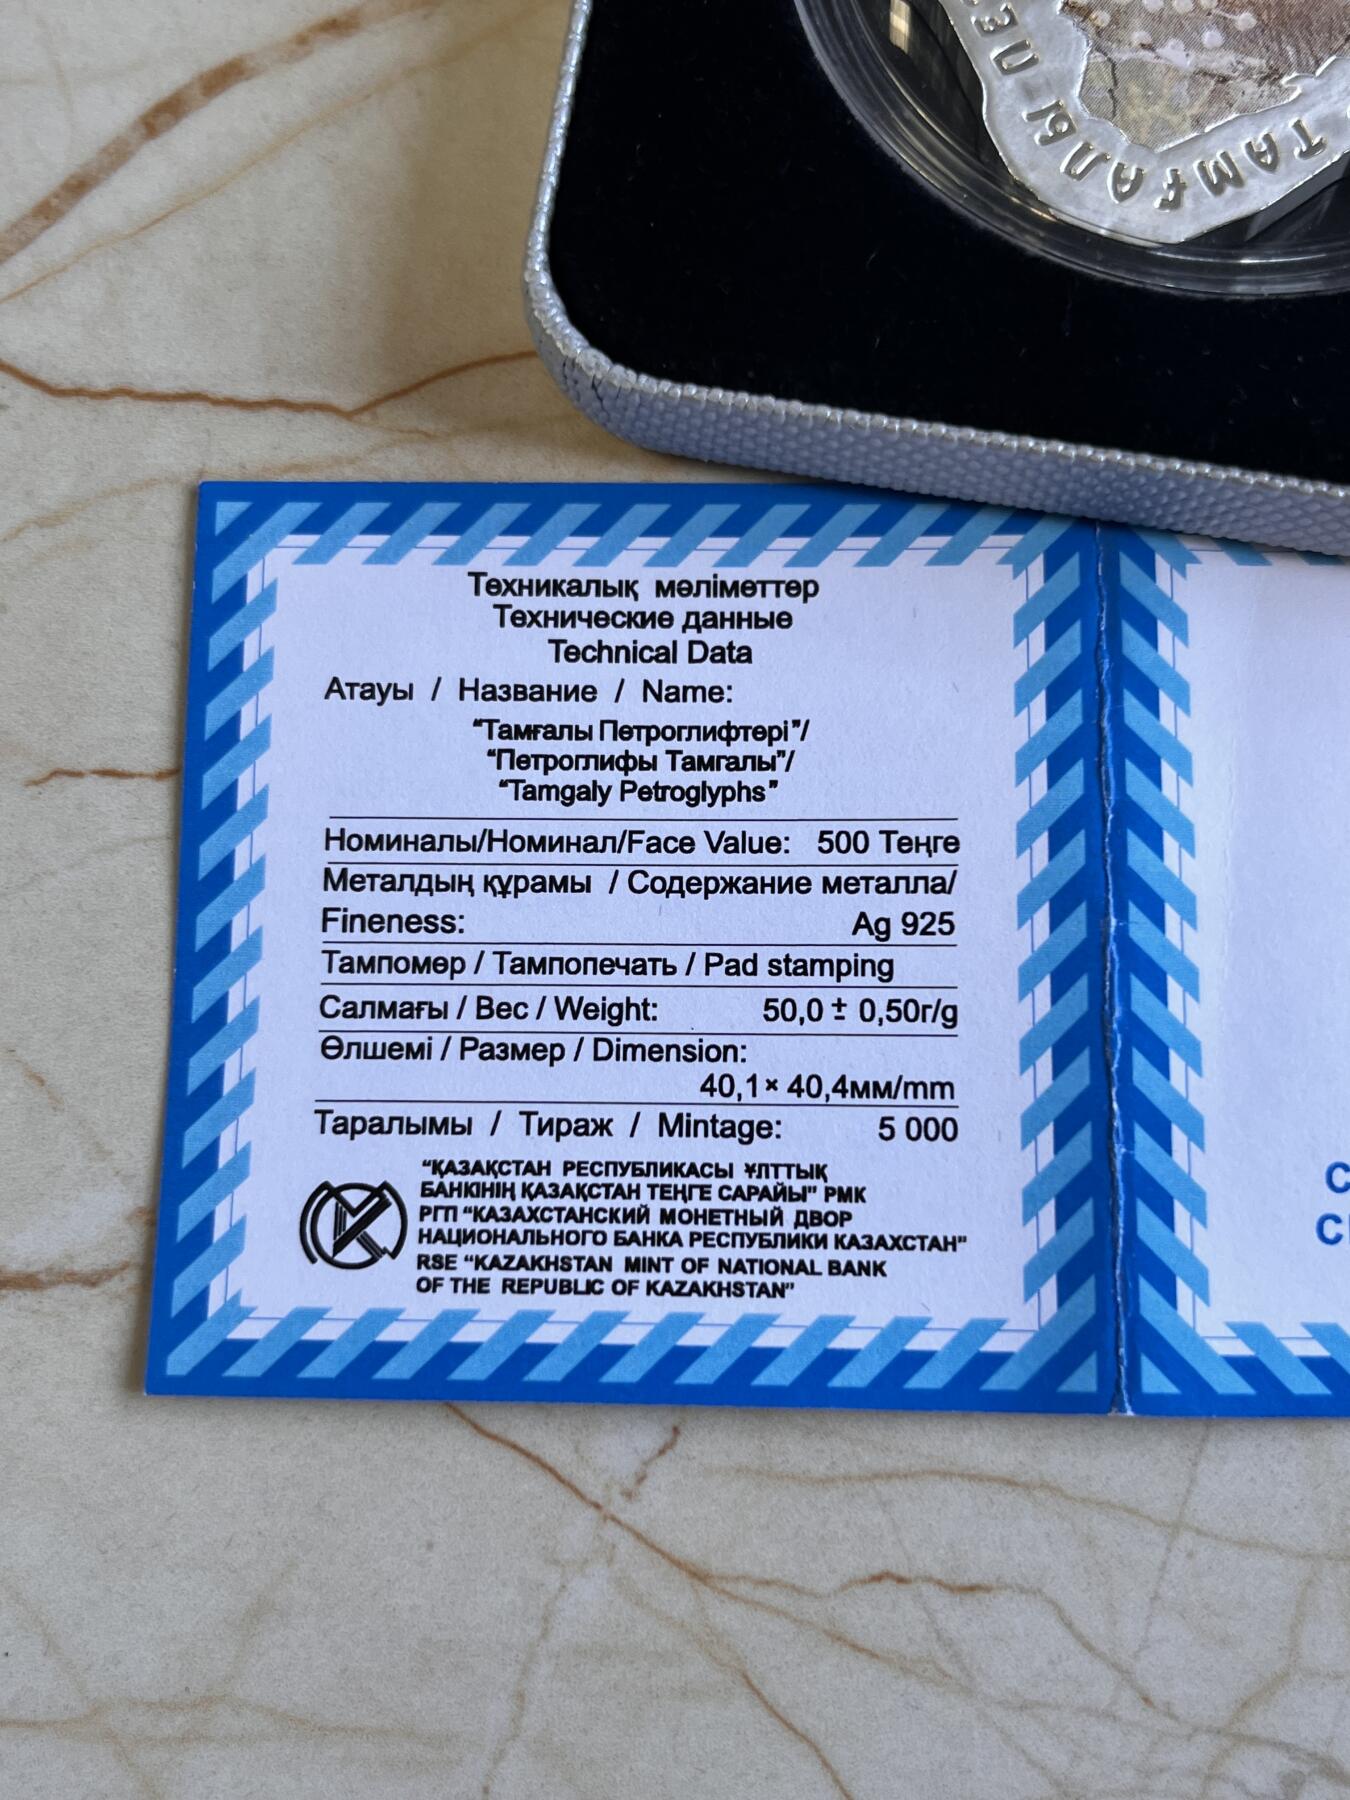 ТАМҒАЛЫ ПЕ
Техникалық мәліметтер
Технические данные
Technical Data
Атауы / Название / Name:
“Тамғалы Петроглифтері”/
“Петроглифы Тамгалы”/
“Tamgaly Petroglyphs”
Номиналы/Номинал/Face Value: 500 Теңге
Металдың құрамы / Содержание металла/
Fineness: Ag 925
Тампомөр / Тампопечать / Pad stamping
Салмағы / Вес / Weight: 50,0 ± 0,50г/g
Өлшемі / Размер / Dimension:
40,1× 40,4мм/mm
Таралымы / Тираж / Mintage: 5 000
“ҚАЗАҚСТАН РЕСПУБЛИКАСЫ ҰЛТТЫҚ
БАНКІНІҢ ҚАЗАҚСТАН ТЕҢГЕ САРАЙЫ” РМК
РГП “КАЗАХСТАНСКИЙ МОНЕТНЫЙ ДВОР
НАЦИОНАЛЬНОГО БАНКА РЕСПУБЛИКИ КАЗАХСТАН”
RSE “KAZAKHSTAN MINT OF NATIONAL BANK
OF THE REPUBLIC OF KAZAKHSTAN”